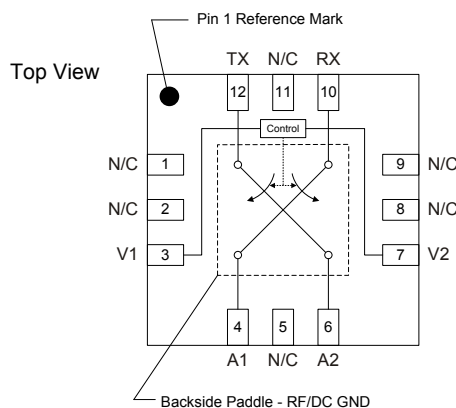 Pin 1 Reference Mark
Top View
TX N/C RX
12 11 10
Control
N/C 1 9 N/C
N/C 2 8 N/C
V1 3 7 V2
4 5 6
A1 N/C A2
Backside Paddle - RF/DC GND